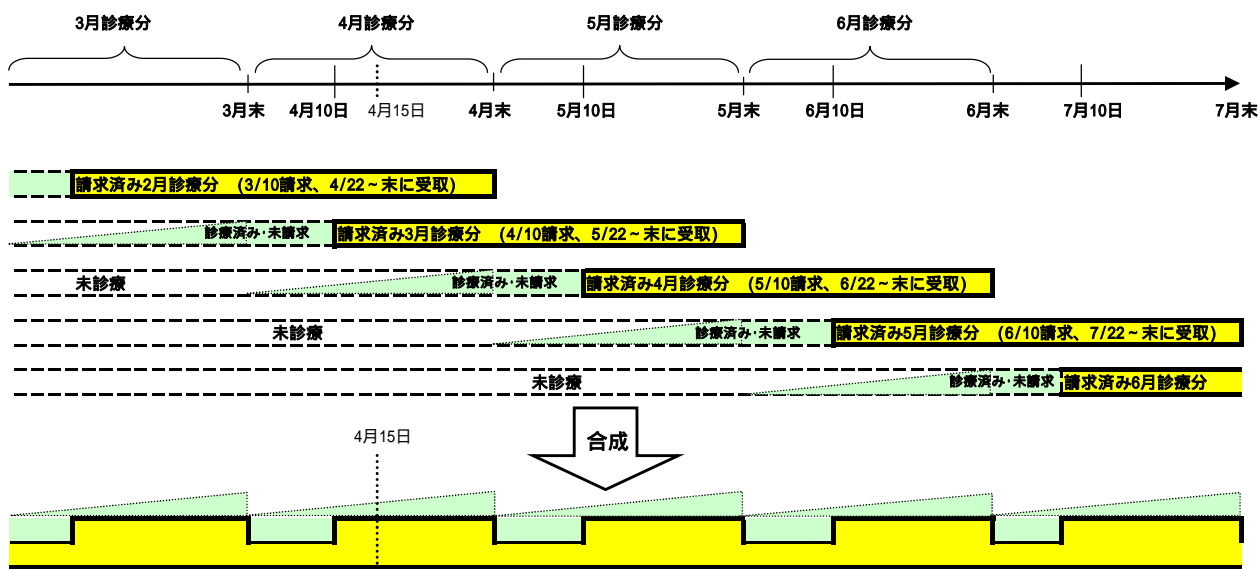 3月診療分 4月診療分 5月診療分 6月診療分
3月末 4月10日 4月15日 4月末 5月10日 5月末 6月10日 6月末 7月10日 7月末
請求済み2月診療分 (3/10請求、4/22~末に受取)
診療済み・未請求 請求済み3月診療分 (4/10請求、5/22~末に受取)
未診療 診療済み・未請求 請求済み4月診療分 (5/10請求、6/22~末に受取)
未診療 診療済み・未請求 請求済み5月診療分 (6/10請求、7/22~末に受取)
未診療 診療済み・未請求 請求済み6月診療分
4月15日 合成